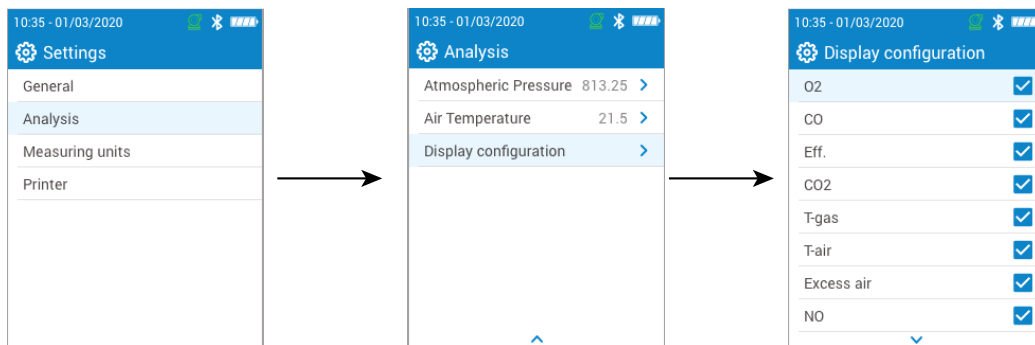 10:35 - 01/03/2020
Settings
General
Analysis
Measuring units
Printer
10:35 - 01/03/2020
Analysis
Atmospheric Pressure 813.25
Air Temperature 21.5
Display configuration
10:35 - 01/03/2020
Display configuration
O2
CO
Eff.
CO2
T-gas
T-air
Excess air
NO